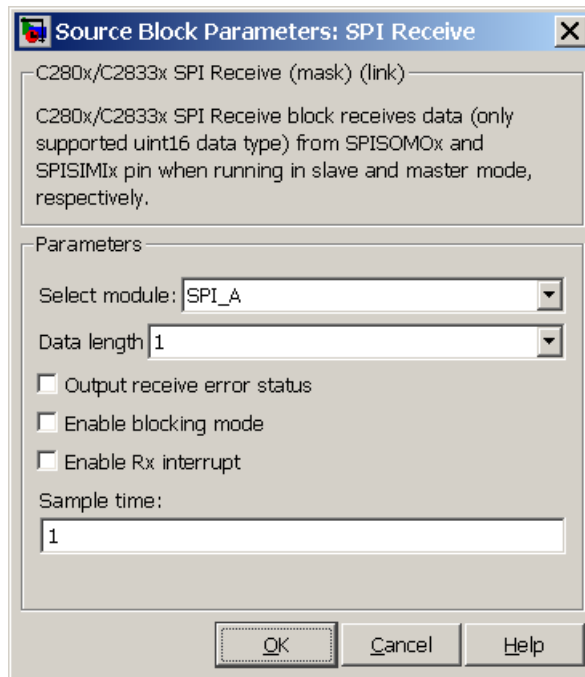 Source Block Parameters: SPI Receive
C280x/C2833x SPI Receive (mask) (link)
C280x/C2833x SPI Receive block receives data (only
supported uint16 data type) from SPISOMOx and
SPISIMIx pin when running in slave and master mode,
respectively.
Parameters
Select module: SPI_A
Data length 1
Output receive error status
Enable blocking mode
Enable Rx interrupt
Sample time:
1
OK Cancel Help